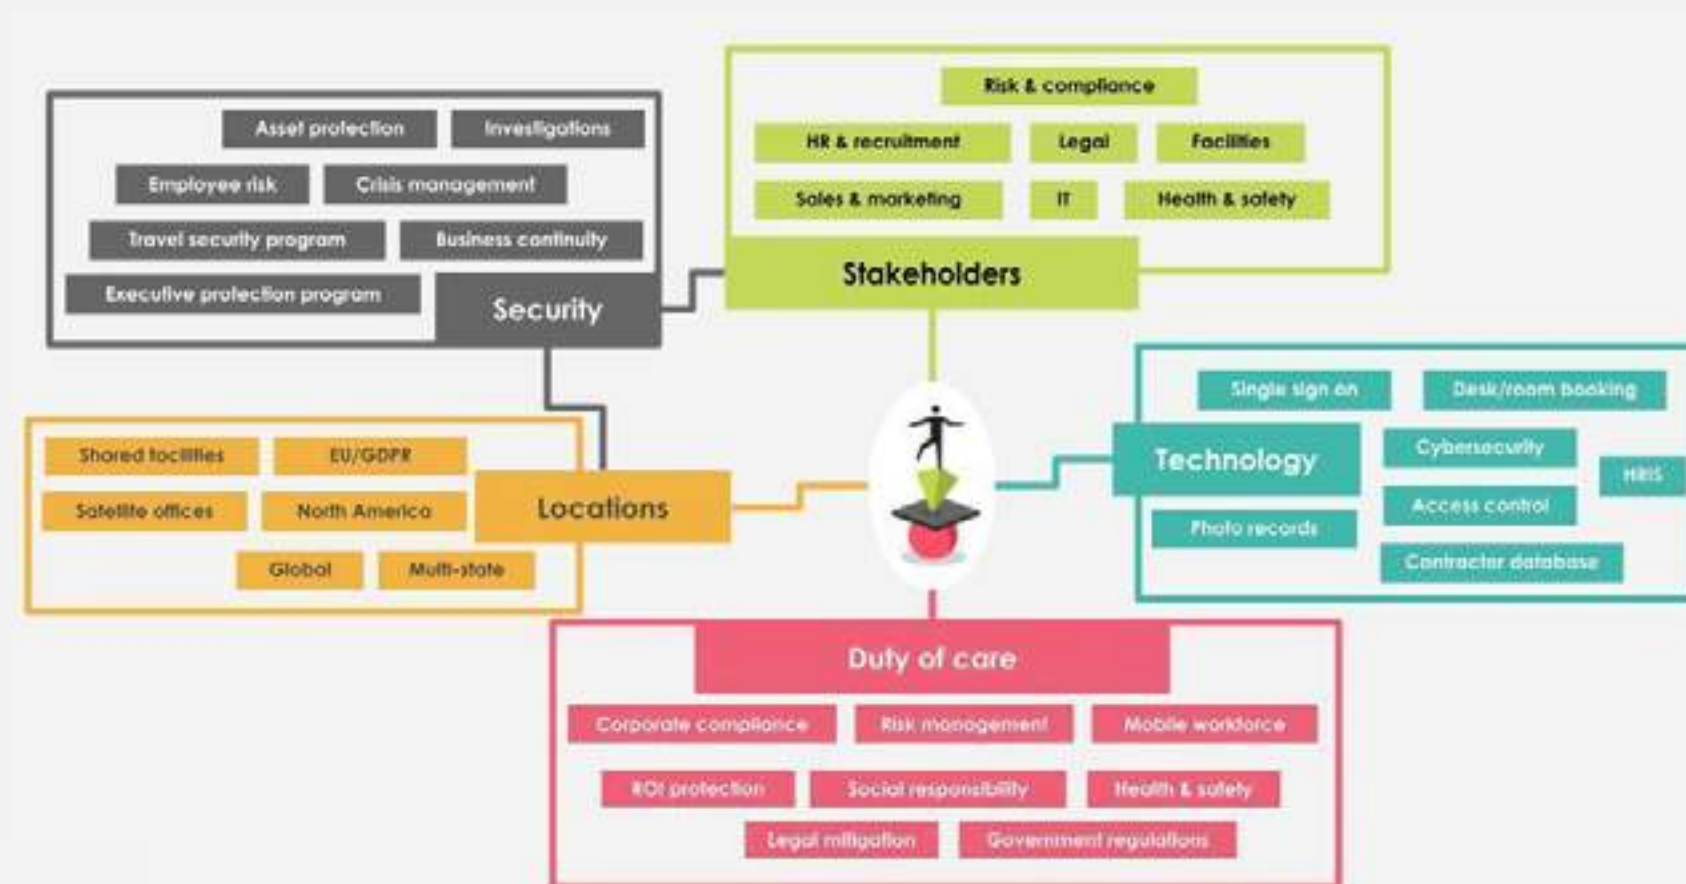 Asset protection
Investigations
Employee risk
Crisis management
Travel security program
Business continuity
Executive protection program
Security
Risk & compliance
HR & recruitment
Legal
Facilities
Sales & marketing
IT
Health & safety
Stakeholders
Shared facilities
EU/GDPR
Satellite offices
North America
Global
Multi-state
Locations
Single sign on
Desk/room booking
Technology
Cybersecurity
HRIS
Access control
Photo records
Contractor database
Duty of care
Corporate compliance
Risk management
Mobile workforce
ROI protection
Social responsibility
Health & safety
Legal mitigation
Government regulations